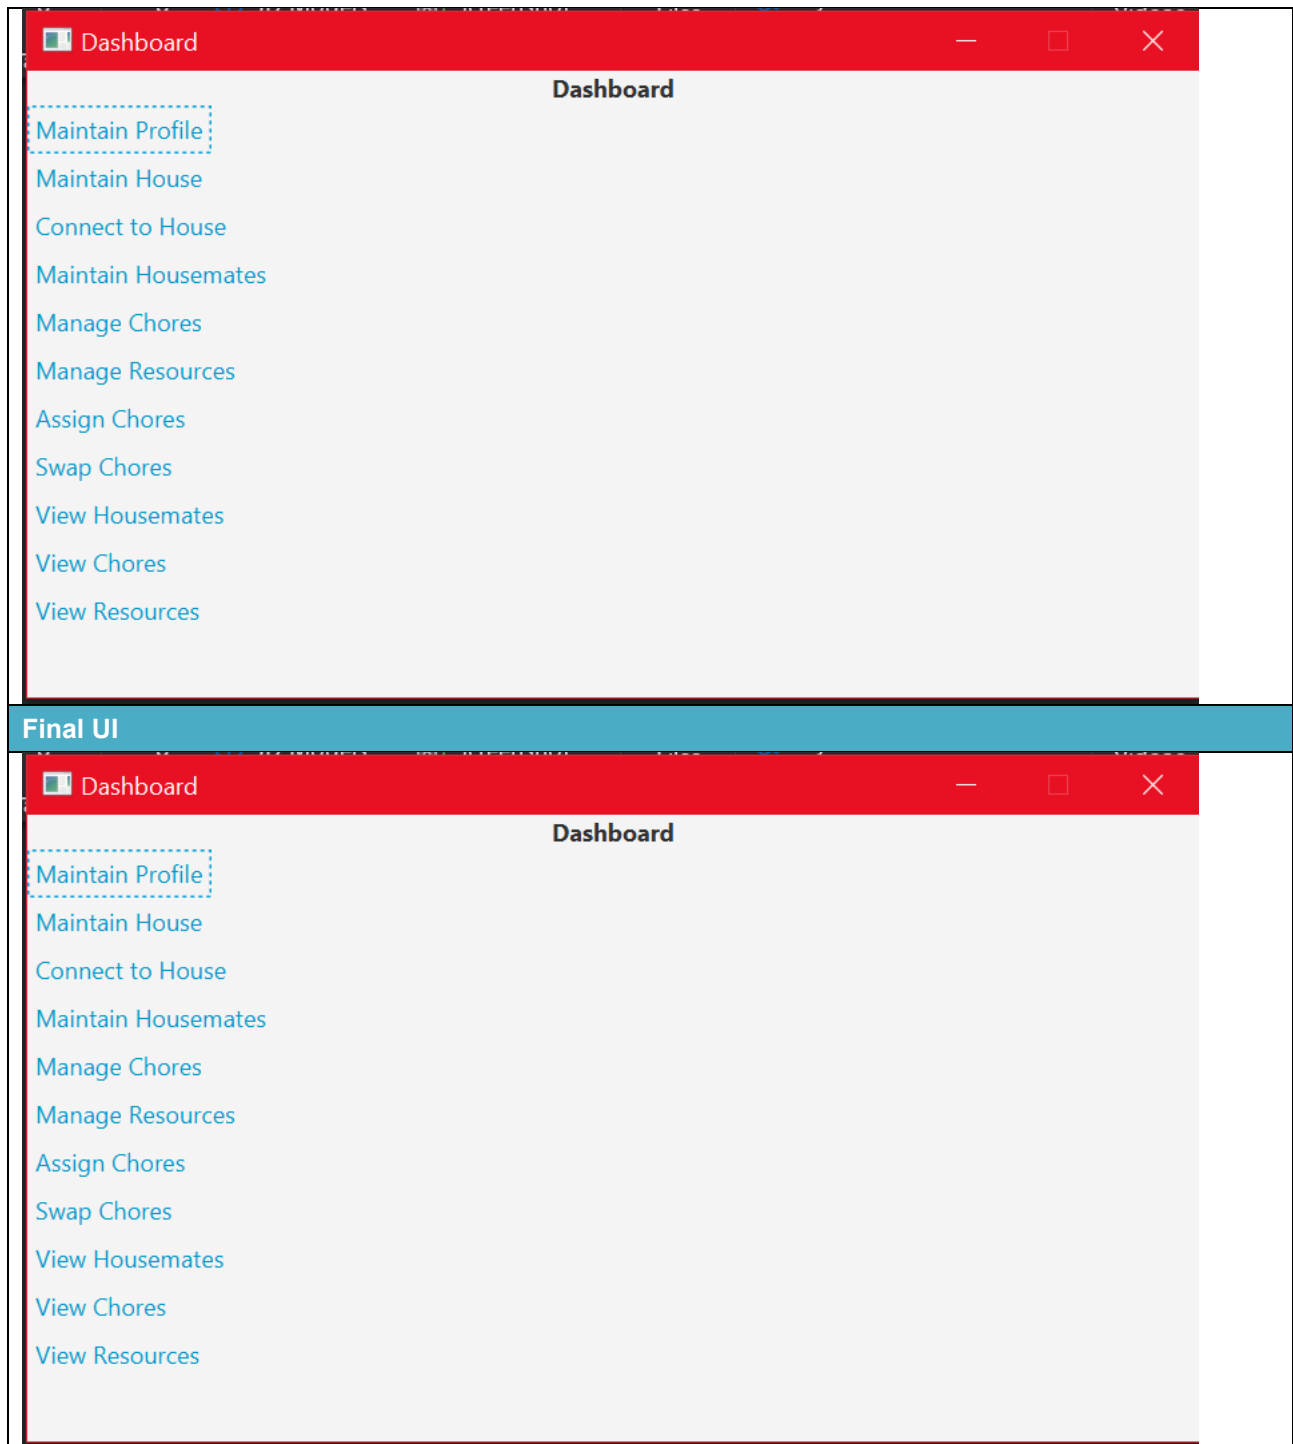 Dashboard
Dashboard
Maintain Profile
Maintain House
Connect to House
Maintain Housemates
Manage Chores
Manage Resources
Assign Chores
Swap Chores
View Housemates
View Chores
View Resources
Final UI
Dashboard
Dashboard
Maintain Profile
Maintain House
Connect to House
Maintain Housemates
Manage Chores
Manage Resources
Assign Chores
Swap Chores
View Housemates
View Chores
View Resources